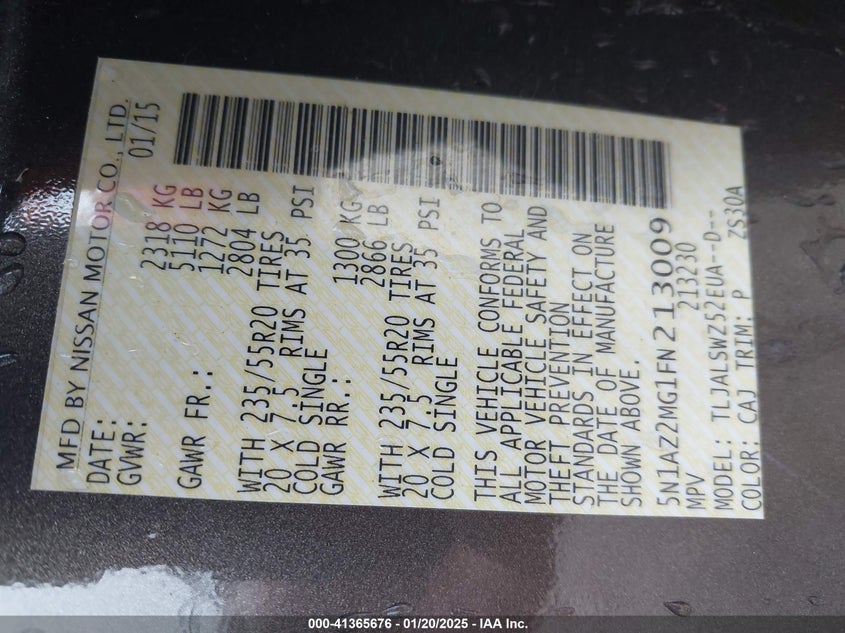 MFD BY NISSAN MOTOR CO., LTD.
DATE: 01/15
GVWR: 2318 KG
5110 LB
GAWR FR.: 1272 KG
2804 LB
WITH 235/55R20 TIRES
20 X 7.5 RIMS AT 35 PSI
COLD SINGLE
GAWR RR.: 1300 KG
2866 LB
WITH 235/55R20 TIRES
20 X 7.5 RIMS AT 35 PSI
COLD SINGLE
THIS VEHICLE CONFORMS TO
ALL APPLICABLE FEDERAL
MOTOR VEHICLE SAFETY AND
THEFT PREVENTION
STANDARDS IN EFFECT ON
THE DATE OF MANUFACTURE
SHOWN ABOVE.
5N1AZ2MG1FN213009
MPV 213230
MODEL: TLJALSWZ52EUA--D--
COLOR: CAJ TRIM: P ZS30A
000-41365676 - 01/20/2025 - IAA Inc.